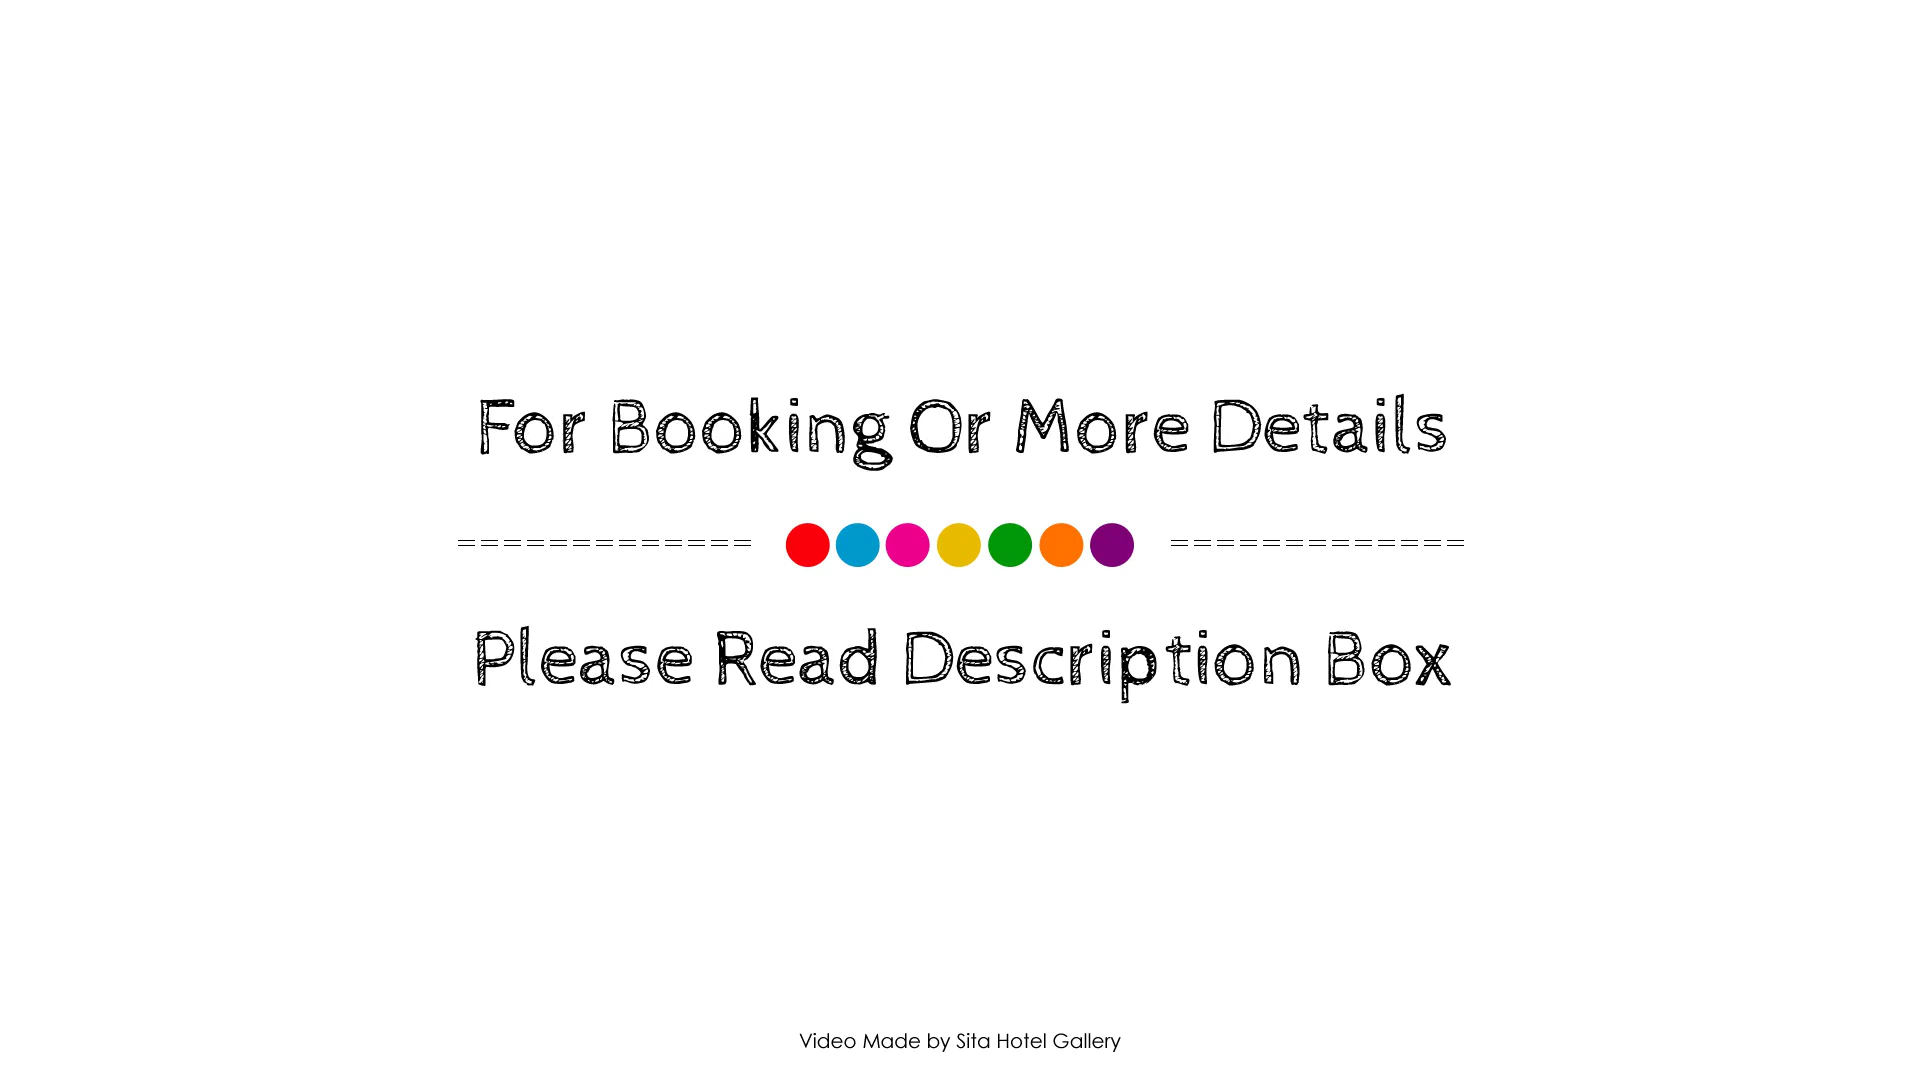 For Booking Or More Details
============= =============
Please Read Description Box
Video Made by Sita Hotel Gallery